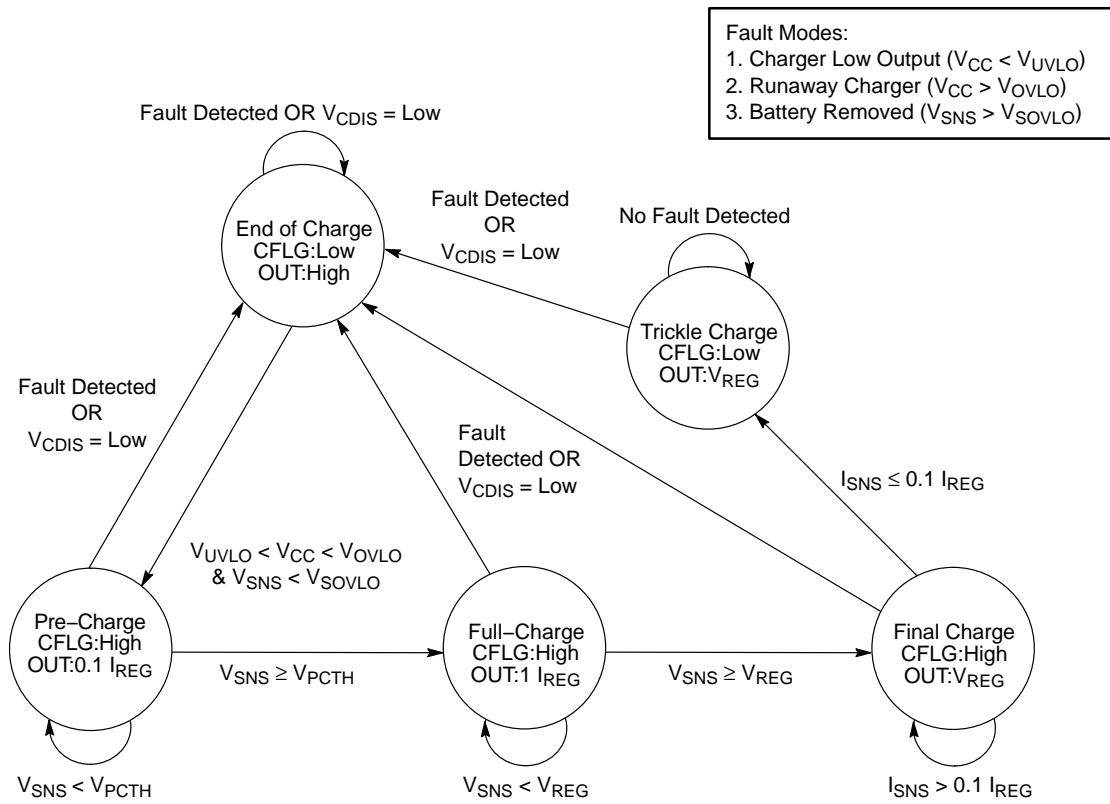 Fault Modes:
1. Charger Low Output (VCC < VUVLO)
2. Runaway Charger (VCC > VOVLO)
3. Battery Removed (VSNS > VSOVLO)
Fault Detected OR VCDIS = Low
End of Charge
CFLG:Low
OUT:High
Fault Detected
OR
VCDIS = Low
No Fault Detected
Trickle Charge
CFLG:Low
OUT:VREG
Fault Detected
OR
VCDIS = Low
Fault
Detected OR
VCDIS = Low
ISNS ≤ 0.1 IREG
VUVLO < VCC < VOVLO
& VSNS < VSOVLO
Pre–Charge
CFLG:High
OUT:0.1 IREG
VSNS ≥ VPCTH
Full–Charge
CFLG:High
OUT:1 IREG
VSNS ≥ VREG
Final Charge
CFLG:High
OUT:VREG
VSNS < VPCTH
VSNS < VREG
ISNS > 0.1 IREG